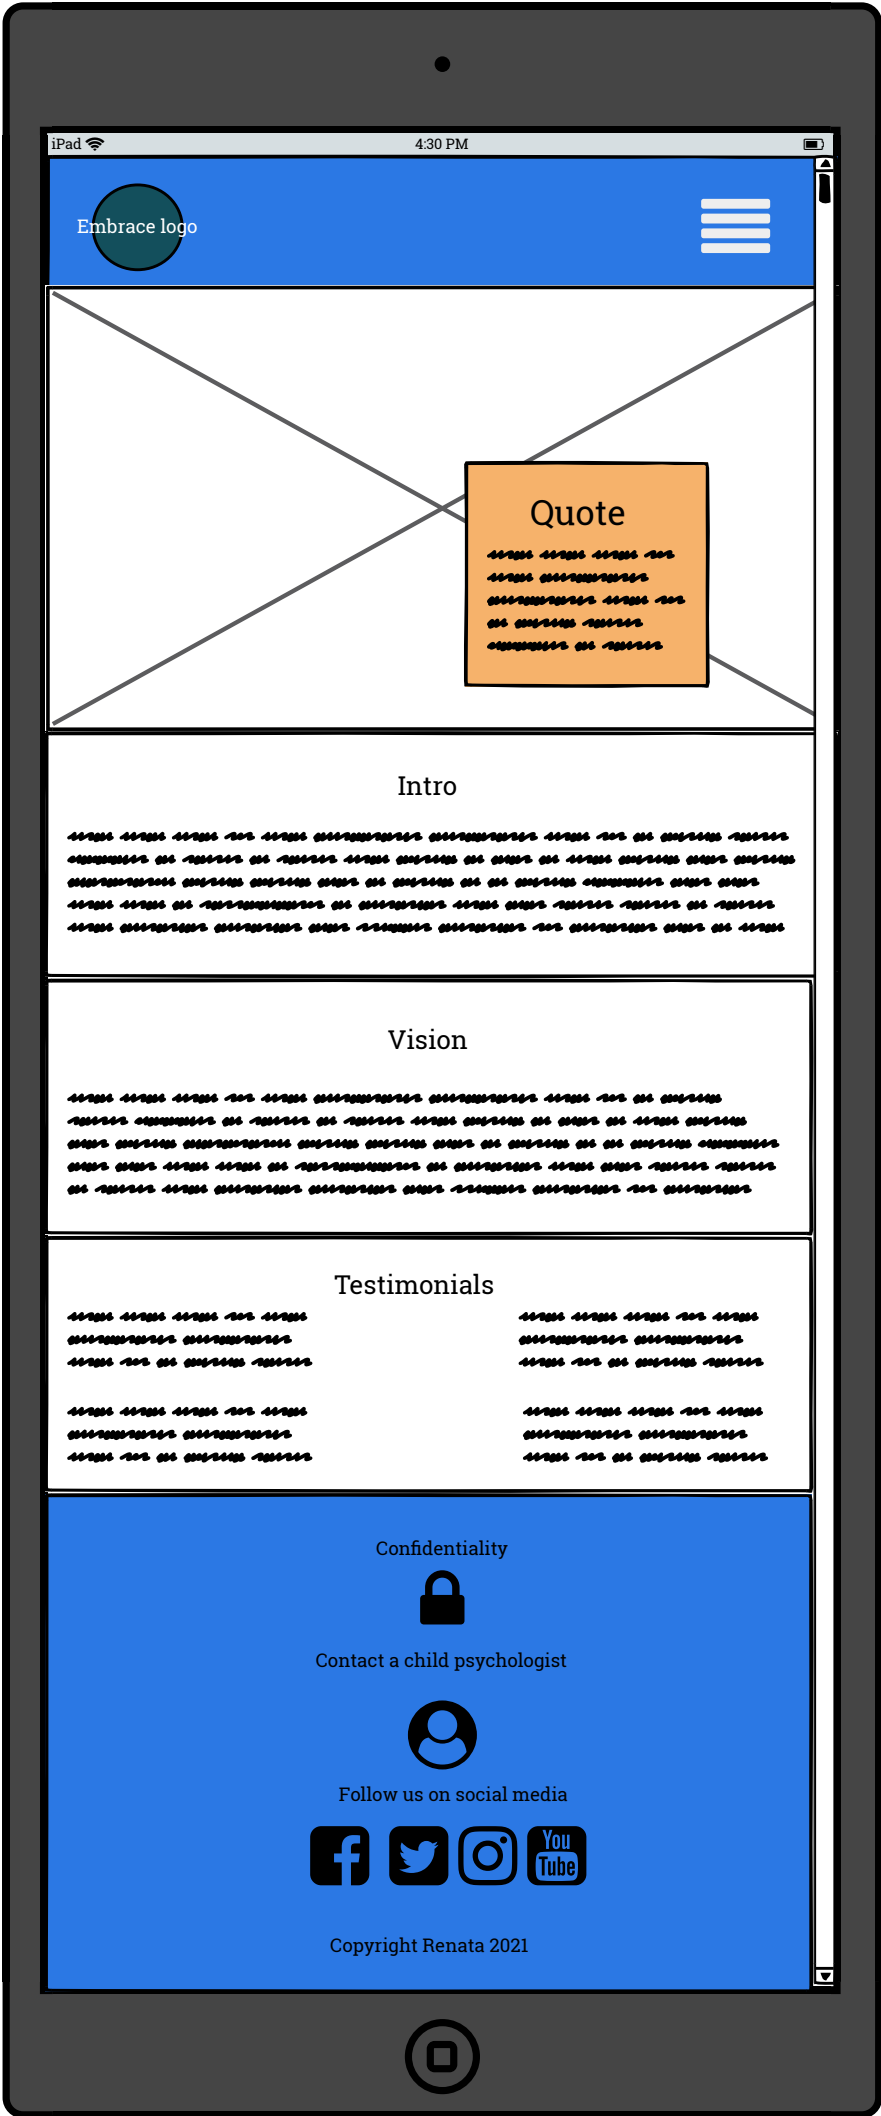 iPad
4:30 PM
Embrace logo
Quote
Intro
Vision
Testimonials
Confidentiality
Contact a child psychologist
Follow us on social media
You
Tube
Copyright Renata 2021